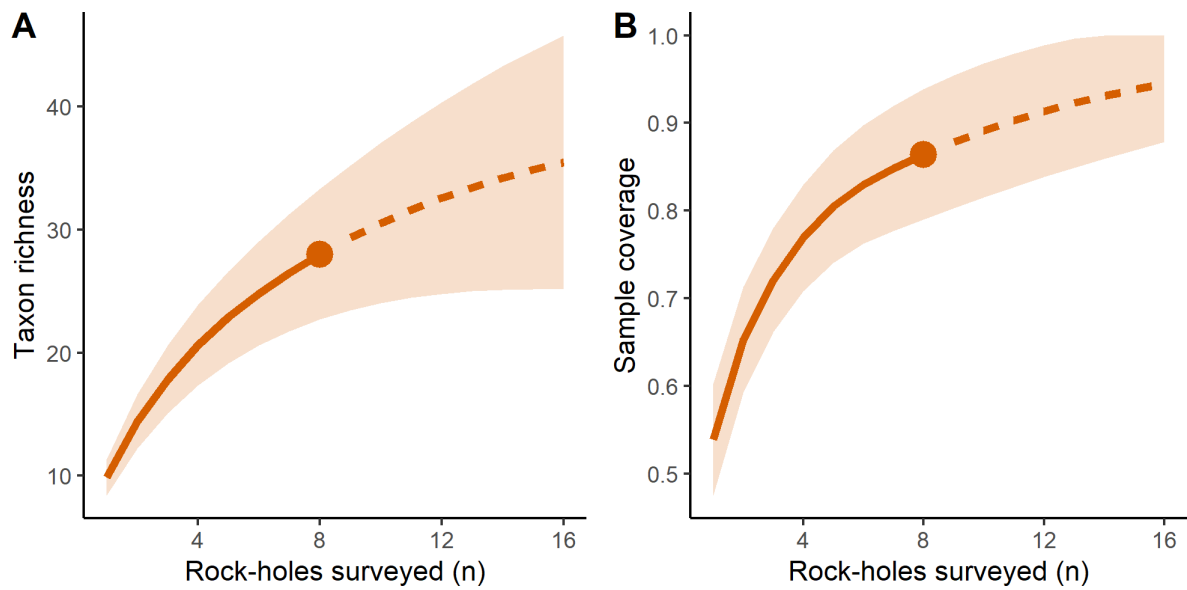 A
Taxon richness
40
30
20
10
4 8 12 16
Rock-holes surveyed (n)
B
Sample coverage
1.0
0.9
0.8
0.7
0.6
0.5
4 8 12 16
Rock-holes surveyed (n)